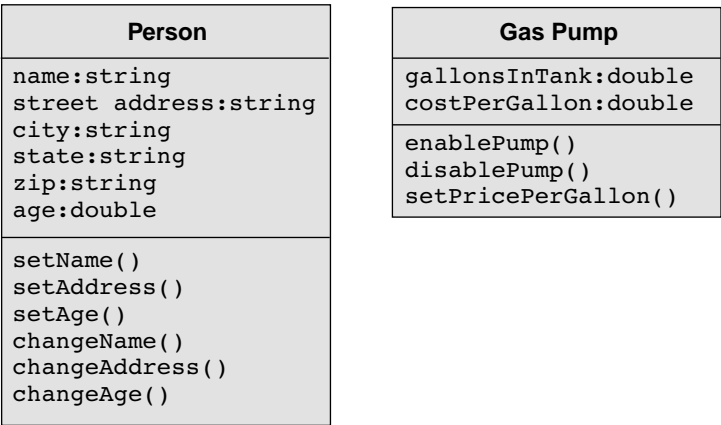 Person
name:string
street address:string
city:string
state:string
zip:string
age:double
setName()
setAddress()
setAge()
changeName()
changeAddress()
changeAge()
Gas Pump
gallonsInTank:double
costPerGallon:double
enablePump()
disablePump()
setPricePerGallon()